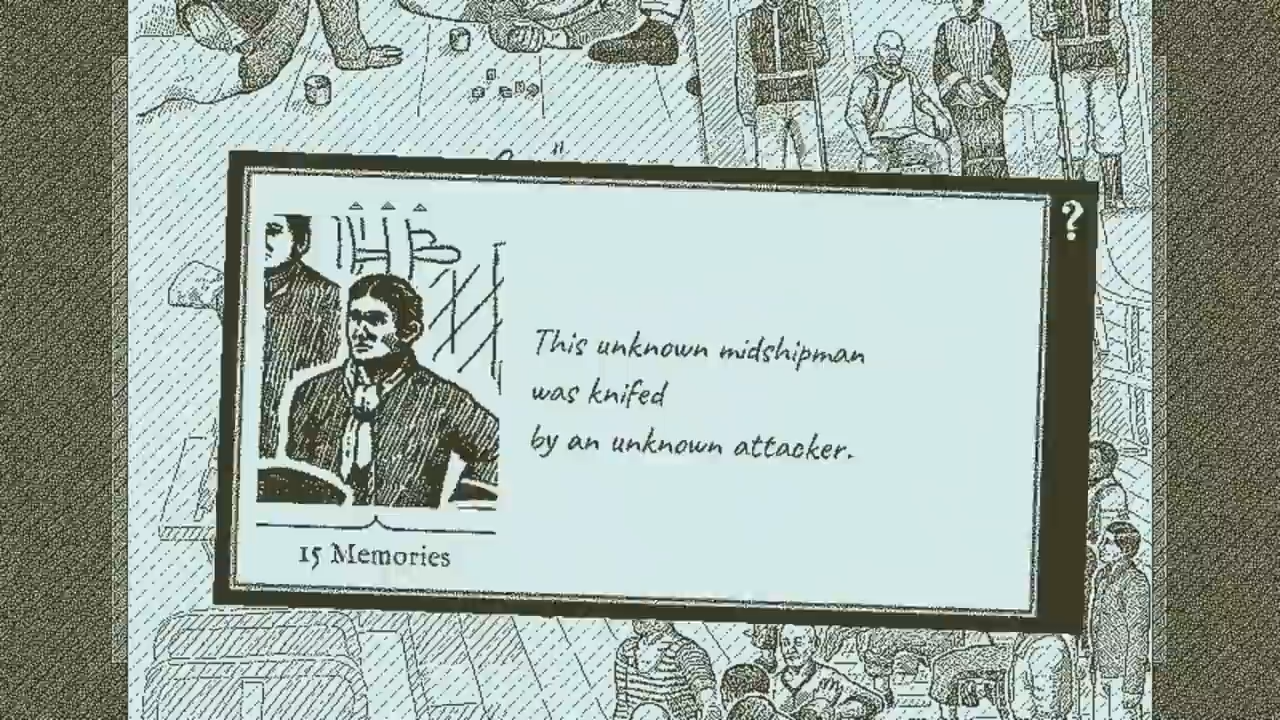 ?
This unknown midshipman
was knifed
by an unknown attacker.
15 Memories